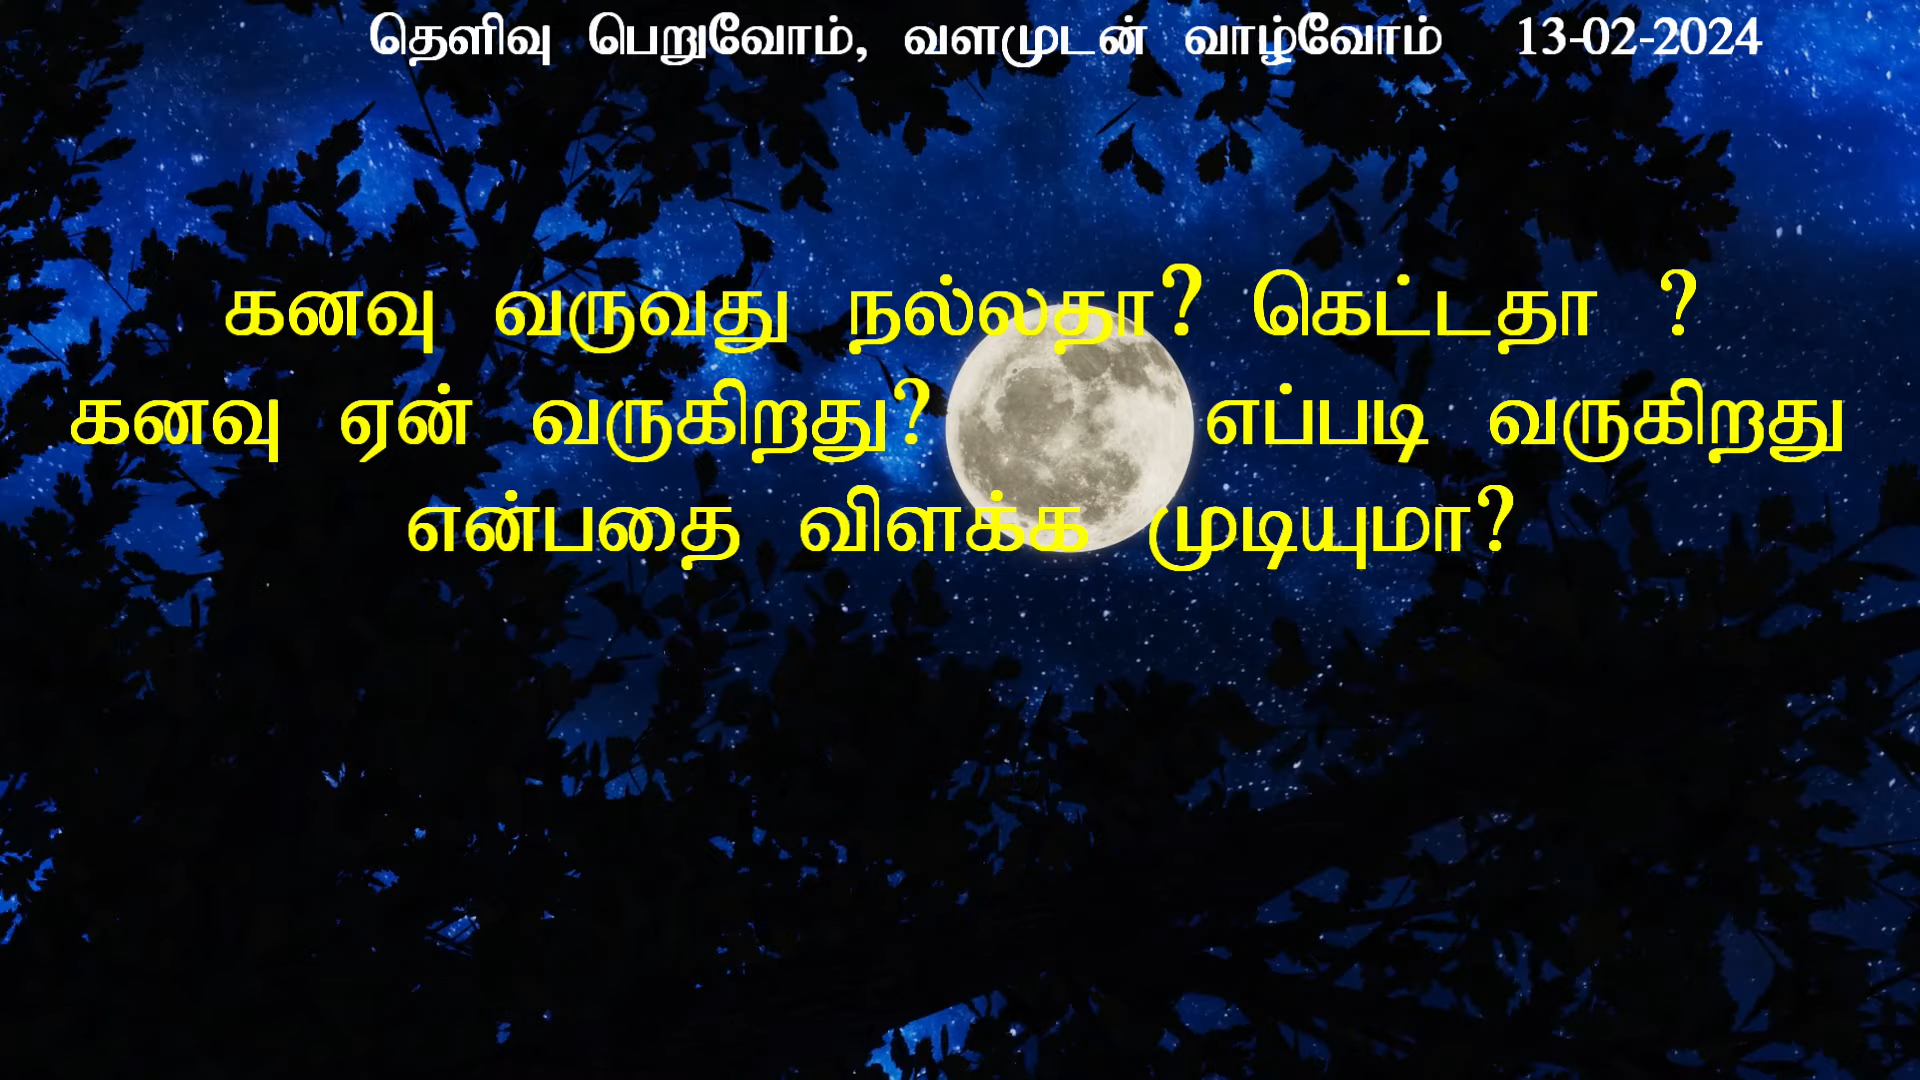 தெளிவு பெறுவோம், வளமுடன் வாழ்வோம் 13-02-2024
கனவு வருவது நல்லதா? கெட்டதா ?
கனவு ஏன் வருகிறது? எப்படி வருகிறது
என்பதை விளக்க முடியுமா?